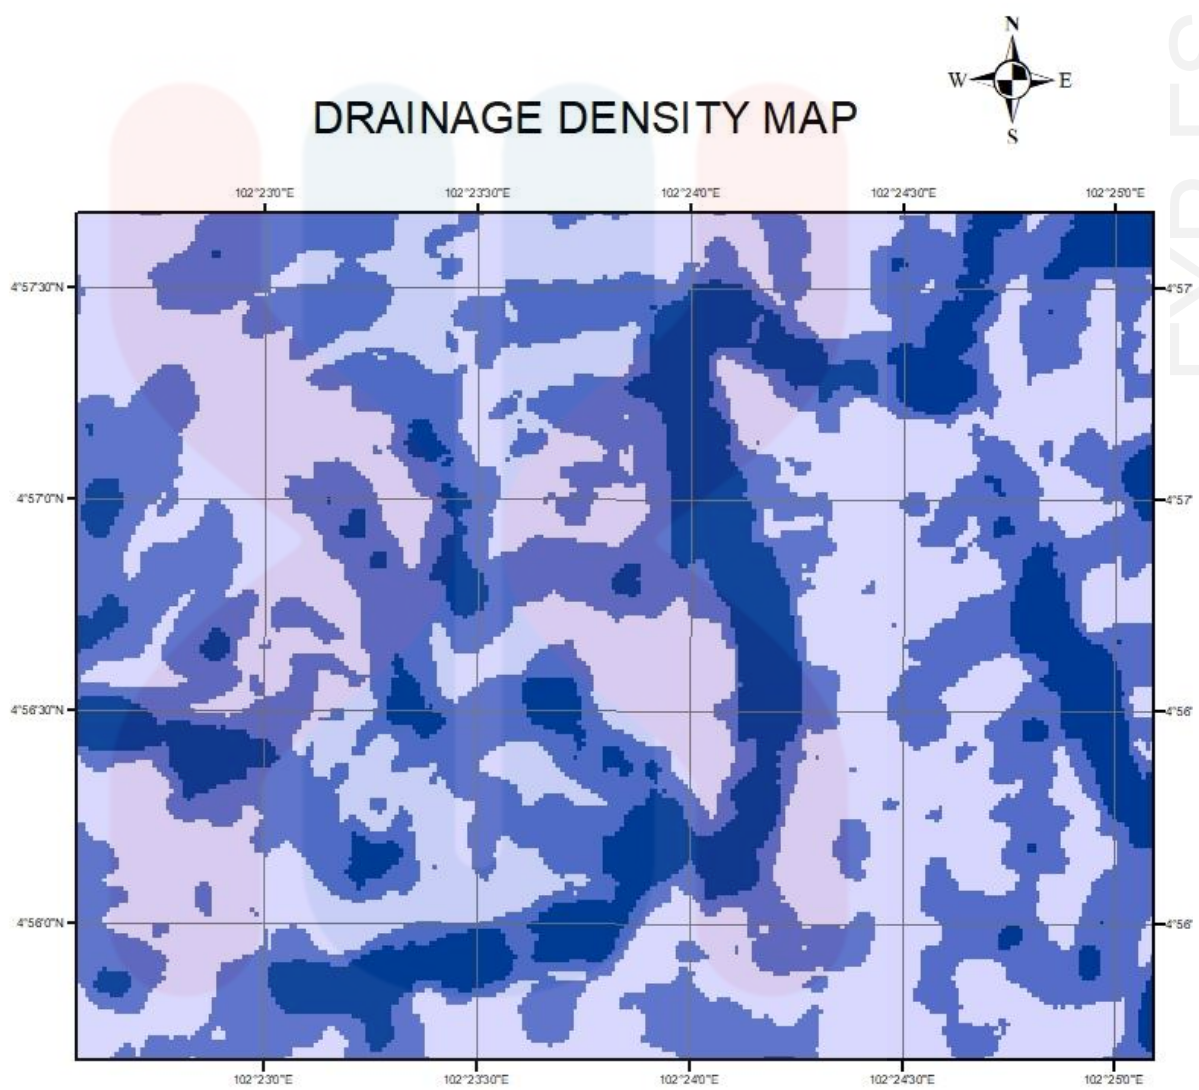 N
W E
S
DRAINAGE DENSITY MAP
102°23'0"E 102°23'30"E 102°24'0"E 102°24'30"E 102°25'0"E
4°57'30"N 4°57'
4°57'0"N 4°57'
4°56'30"N 4°56'
4°56'0"N 4°56'
102°23'0"E 102°23'30"E 102°24'0"E 102°24'30"E 102°25'0"E